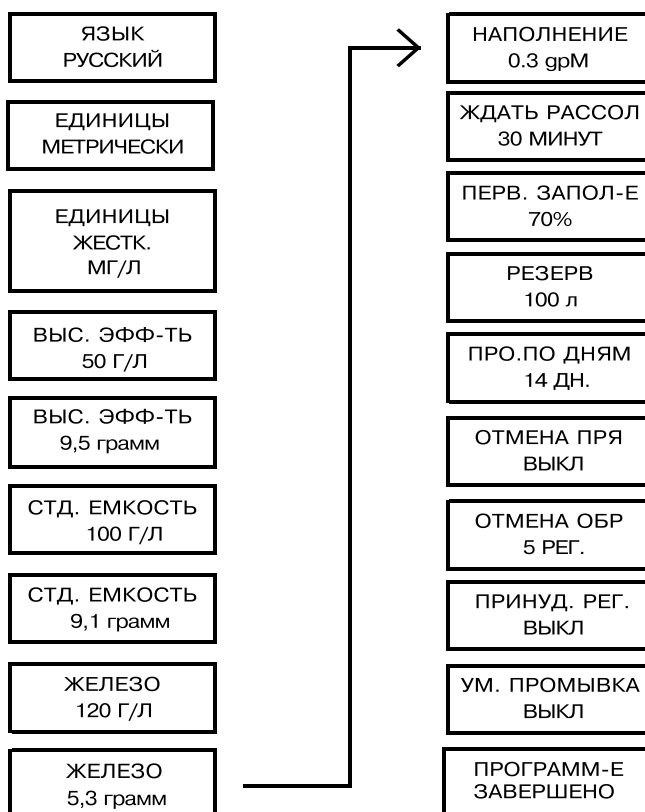 ЯЗЫК
РУССКИЙ
ЕДИНИЦЫ
МЕТРИЧЕСКИ
ЕДИНИЦЫ
ЖЕСТК.
МГ/Л
ВЫС. ЭФФ-ТЬ
50 Г/Л
ВЫС. ЭФФ-ТЬ
9,5 грамм
СТД. ЕМКОСТЬ
100 Г/Л
СТД. ЕМКОСТЬ
9,1 грамм
ЖЕЛЕЗО
120 Г/Л
ЖЕЛЕЗО
5,3 грамм
НАПОЛНЕНИЕ
0.3 gpM
ЖДАТЬ РАССОЛ
30 МИНУТ
ПЕРВ. ЗАПОЛ-Е
70%
РЕЗЕРВ
100 л
ПРО.ПО ДНЯМ
14 ДН.
ОТМЕНА ПРЯ
ВЫКЛ
ОТМЕНА ОБР
5 РЕГ.
ПРИНУД. РЕГ.
ВЫКЛ
УМ. ПРОМЫВКА
ВЫКЛ
ПРОГРАММ-Е
ЗАВЕРШЕНО